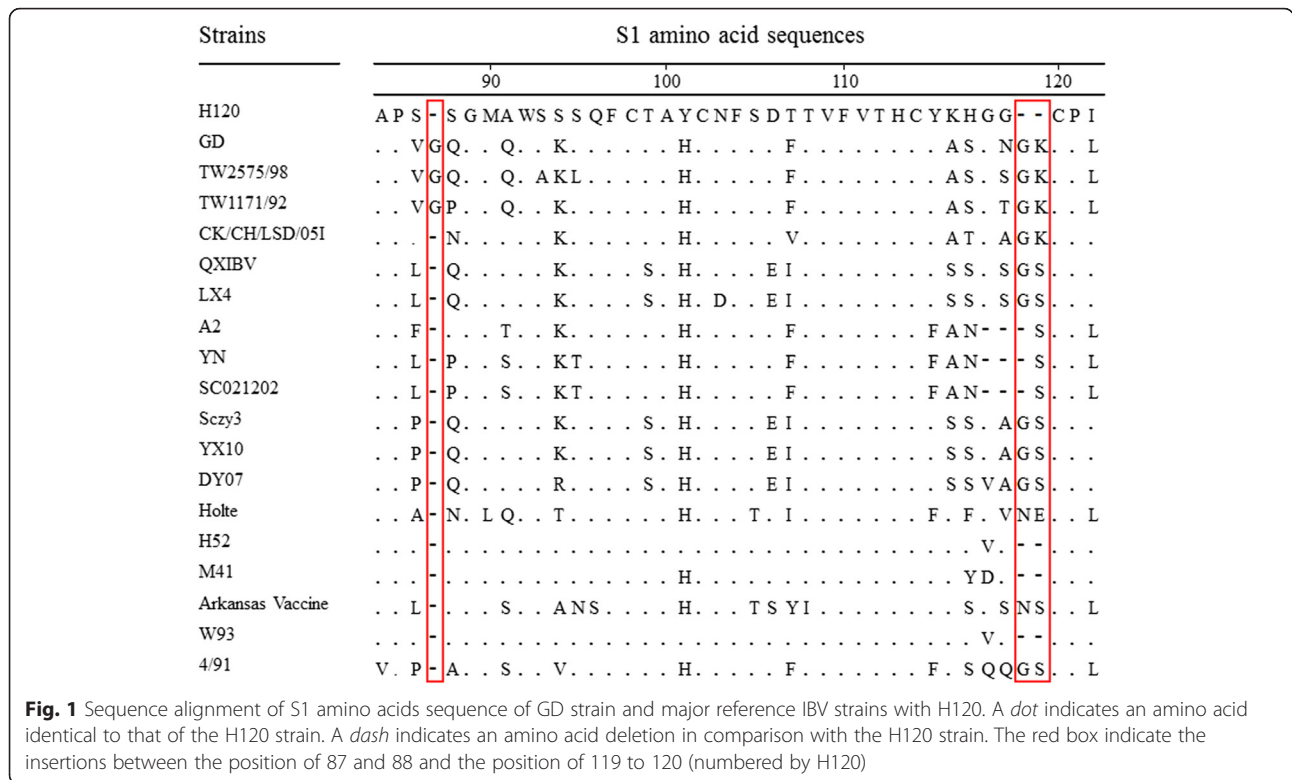 Strains S1 amino acid sequences
90 100 110 120
H120 A P S - S G M A W S S S Q F C T A Y C N F S D T T V F V T H C Y K H G G - - C P I
GD . . V G Q . . Q . . K . . . . . . H . . . . . F . . . . . . . . A S . N G K . . L
TW2575/98 . . V G Q . . Q . A K L . . . . . H . . . . . F . . . . . . . . A S . S G K . . L
TW1171/92 . . V G P . . Q . . K . . . . . . H . . . . . F . . . . . . . . A S . T G K . . L
CK/CH/LSD/05I . . . - N . . . . . K . . . . . . H . . . . . V . . . . . . . . A T . A G K . . .
QXIBV . . L - Q . . . . . K . . . . S . H . . . . E I . . . . . . . . S S . S G S . . .
LX4 . . L - Q . . . . . K . . . . S . H . D . . E I . . . . . . . . S S . S G S . . .
A2 . . F - . . . T . . K . . . . . . H . . . . . F . . . . . . . F A N - - - S . . L
YN . . L - P . . S . . K T . . . . . H . . . . . F . . . . . . . F A N - - - S . . L
SC021202 . . L - P . . S . . K T . . . . . H . . . . . F . . . . . . . F A N - - - S . . L
Sczy3 . . P - Q . . . . . K . . . . S . H . . . . E I . . . . . . . . S S . A G S . . .
YX10 . . P - Q . . . . . K . . . . S . H . . . . E I . . . . . . . . S S . A G S . . .
DY07 . . P - Q . . . . . R . . . . S . H . . . . E I . . . . . . . . S S V A G S . . .
Holte . . A - N . L Q . . T . . . . . . H . . . T . I . . . . . . . F . F . V N E . . L
H52 . . . - . . . . . . . . . . . . . . . . . . . . . . . . . . . . . . V . - - . . .
M41 . . . - . . . . . . . . . . . . . H . . . . . . . . . . . . . . . Y D . - - . . .
Arkansas Vaccine . . L - . . . S . . A N S . . . . H . . . T S Y I . . . . . . . . S . S N S . . L
W93 . . . - . . . . . . . . . . . . . . . . . . . . . . . . . . . . . . V . - - . . .
4/91 V . P - A . . S . . V . . . . . . H . . . . . F . . . . . . . F . S Q Q G S . . L
Fig. 1 Sequence alignment of S1 amino acids sequence of GD strain and major reference IBV strains with H120. A dot indicates an amino acid
identical to that of the H120 strain. A dash indicates an amino acid deletion in comparison with the H120 strain. The red box indicate the
insertions between the position of 87 and 88 and the position of 119 to 120 (numbered by H120)